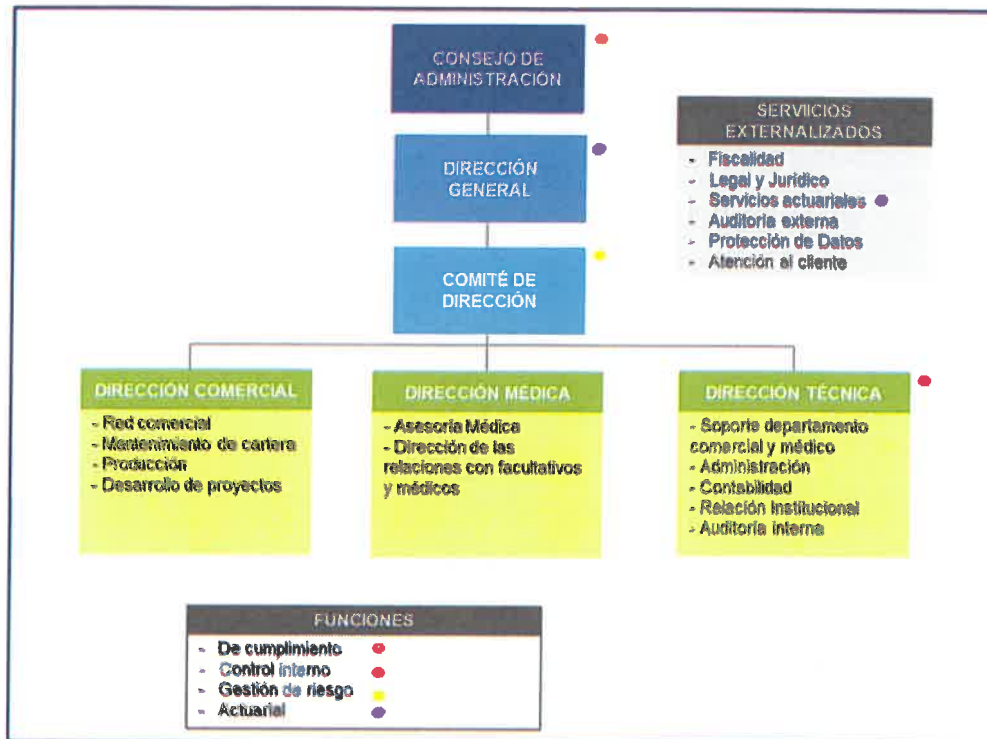 CONSEJO DE
ADMINISTRACIÓN
DIRECCIÓN
GENERAL
COMITÉ DE
DIRECCIÓN
SERVIICIOS
EXTERNALIZADOS
- Fiscalidad
- Legal y Jurídico
- Servicios actuariales
- Auditoria externa
- Protección de Datos
- Atención al cliente
DIRECCIÓN COMERCIAL
- Red comercial
- Mantenimiento de cartera
- Producción
- Desarrollo de proyectos
DIRECCIÓN MÉDICA
- Asesoría Médica
- Dirección de las
relaciones con facultativos
y médicos
DIRECCIÓN TÉCNICA
- Soporte departamento
comercial y médico
- Administración
- Contabilidad
- Relación Institucional
- Auditoría interna
FUNCIONES
- De cumplimiento
- Control interno
- Gestión de riesgo
- Actuarial